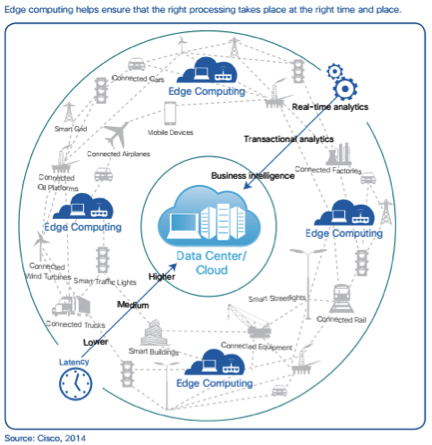 Edge computing helps ensure that the right processing takes place at the right time and place.
Connected Cars
Edge Computing
Real-time analytics
Smart Grid
Mobile Devices
Transactional analytics
Connected Airplanes
Connected Factories
Business intelligence
Connected
Oil Platforms
Edge Computing
Edge Computing
Data Center/
Cloud
Connected
Wind Turbines
Smart Traffic Lights
Higher
Smart Streetlights
Medium
Connected Trucks
Connected Rail
Lower
Smart Buildings
Connected Equipment
Latency
Edge Computing
Source: Cisco, 2014